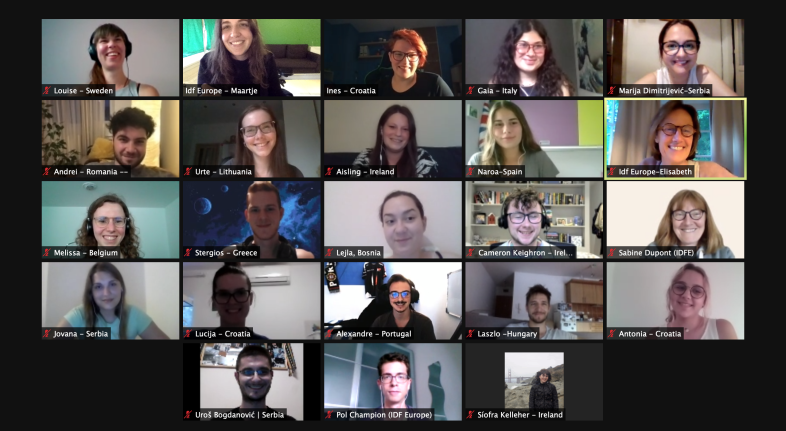 Louise – Sweden
Idf Europe – Maartje
Ines – Croatia
Gaia – Italy
Marija Dimitrijević–Serbia
Andrei – Romania ––
Urte – Lithuania
Aisling – Ireland
Naroa–Spain
Idf Europe–Elisabeth
Melissa – Belgium
Stergios – Greece
Lejla, Bosnia
Cameron Keighron – Irel...
Sabine Dupont (IDFE)
Jovana – Serbia
Lucija – Croatia
Alexandre – Portugal
Laszlo –Hungary
Antonia – Croatia
Uroš Bogdanović | Serbia
Pol Champion (IDF Europe)
Síofra Kelleher – Ireland